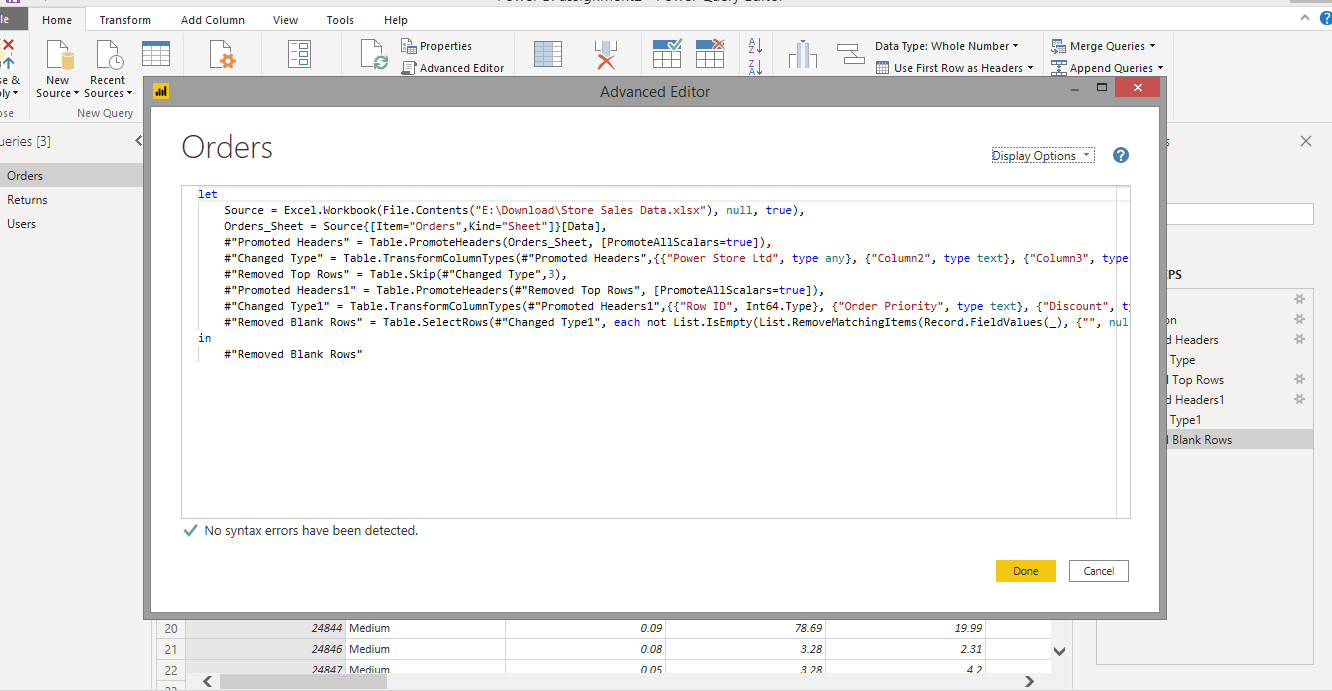 Home Transform Add Column View Tools Help
Properties
Advanced Editor
Data Type: Whole Number
Use First Row as Headers
Merge Queries
Append Queries
New Source
Recent Sources
New Query
Advanced Editor
[3]
Orders
Returns
Users
Orders
Display Options
let
Source = Excel.Workbook(File.Contents("E:\Download\Store Sales Data.xlsx"), null, true),
Orders_Sheet = Source{[Item="Orders",Kind="Sheet"]}[Data],
#"Promoted Headers" = Table.PromoteHeaders(Orders_Sheet, [PromoteAllScalars=true]),
#"Changed Type" = Table.TransformColumnTypes(#"Promoted Headers",{{"Power Store Ltd", type any}, {"Column2", type text}, {"Column3", type
#"Removed Top Rows" = Table.Skip(#"Changed Type",3),
#"Promoted Headers1" = Table.PromoteHeaders(#"Removed Top Rows", [PromoteAllScalars=true]),
#"Changed Type1" = Table.TransformColumnTypes(#"Promoted Headers1",{{"Row ID", Int64.Type}, {"Order Priority", type text}, {"Discount", t
#"Removed Blank Rows" = Table.SelectRows(#"Changed Type1", each not List.IsEmpty(List.RemoveMatchingItems(Record.FieldValues(_), {"", nul
in
#"Removed Blank Rows"
No syntax errors have been detected.
Done Cancel
Headers
Type
Top Rows
Headers1
Type1
Blank Rows
20 24844 Medium 0.09 78.69 19.99
21 24846 Medium 0.08 3.28 2.31
22 24847 Medium 0.05 3.28 4.2